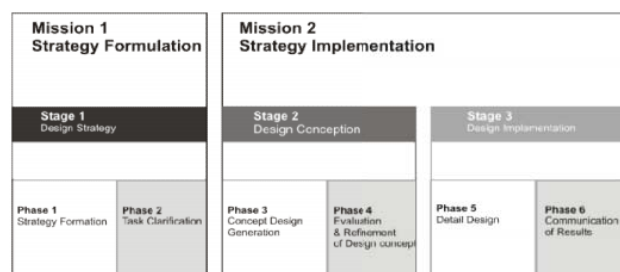 Mission 1
Strategy Formulation
Mission 2
Strategy Implementation
Stage 1
Design Strategy
Stage 2
Design Conception
Stage 3
Design Implementation
Phase 1
Strategy Formation
Phase 2
Task Clarification
Phase 3
Concept Design
Generation
Phase 4
Evaluation
& Refinement
of Design concept
Phase 5
Detail Design
Phase 6
Communication
of Results